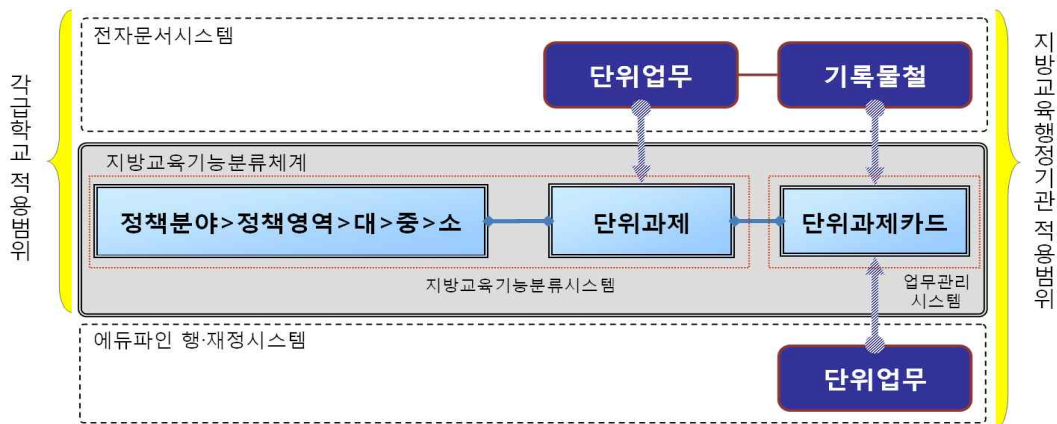 각급학교 적용범위
전자문서시스템
단위업무
기록물철
지방교육기능분류체계
정책분야>정책영역>대>중>소
단위과제
단위과제카드
지방교육기능분류시스템
업무관리
시스템
에듀파인 행·재정시스템
단위업무
지방교육행정기관 적용범위